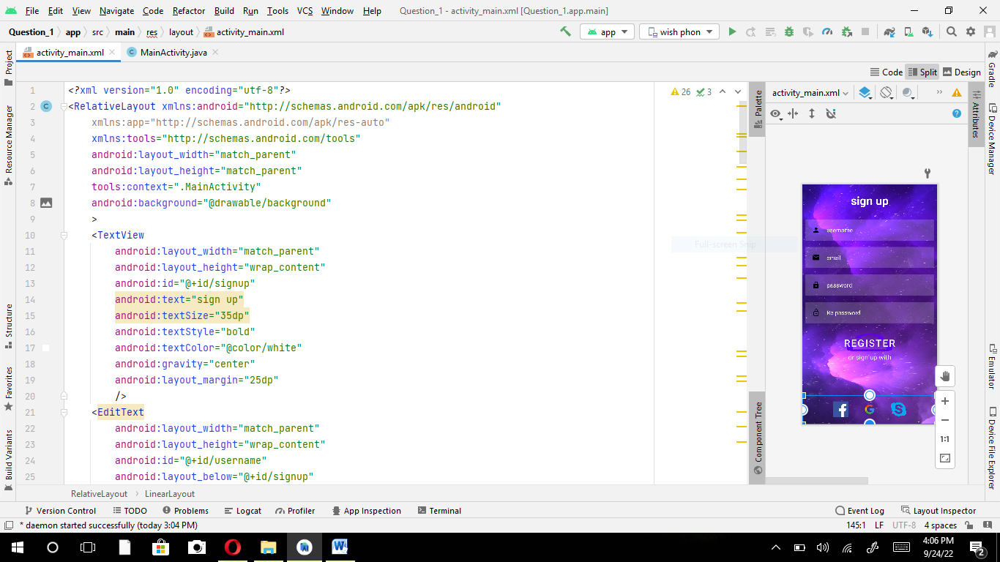 File Edit View Navigate Code Refactor Build Run Tools VCS Window Help Question_1 - activity_main.xml [Question_1.app.main]
Question_1 app src main res layout activity_main.xml app wish phon
activity_main.xml MainActivity.java
Code Split Design
1 <?xml version="1.0" encoding="utf-8"?>
2 <RelativeLayout xmlns:android="http://schemas.android.com/apk/res/android"
3 xmlns:app="http://schemas.android.com/apk/res-auto"
4 xmlns:tools="http://schemas.android.com/tools"
5 android:layout_width="match_parent"
6 android:layout_height="match_parent"
7 tools:context=".MainActivity"
8 android:background="@drawable/background"
9 >
10 <TextView
11 android:layout_width="match_parent"
12 android:layout_height="wrap_content"
13 android:id="@+id/signup"
14 android:text="sign up"
15 android:textSize="35dp"
16 android:textStyle="bold"
17 android:textColor="@color/white"
18 android:gravity="center"
19 android:layout_margin="25dp"
20 />
21 <EditText
22 android:layout_width="match_parent"
23 android:layout_height="wrap_content"
24 android:id="@+id/username"
25 android:layout_below="@+id/signup"
26 3
Full-screen Snip
activity_main.xml
sign up
username
email
password
Re password
REGISTER
or sign up with
1:1
Project
Resource Manager
Structure
Favorites
Build Variants
Palette
Component Tree
Attributes
Gradle
Device Manager
Emulator
Device File Explorer
RelativeLayout LinearLayout
Version Control TODO Problems Logcat Profiler App Inspection Terminal Event Log Layout Inspector
* daemon started successfully (today 3:04 PM) 145:1 LF UTF-8 4 spaces
4:06 PM
9/24/22
2